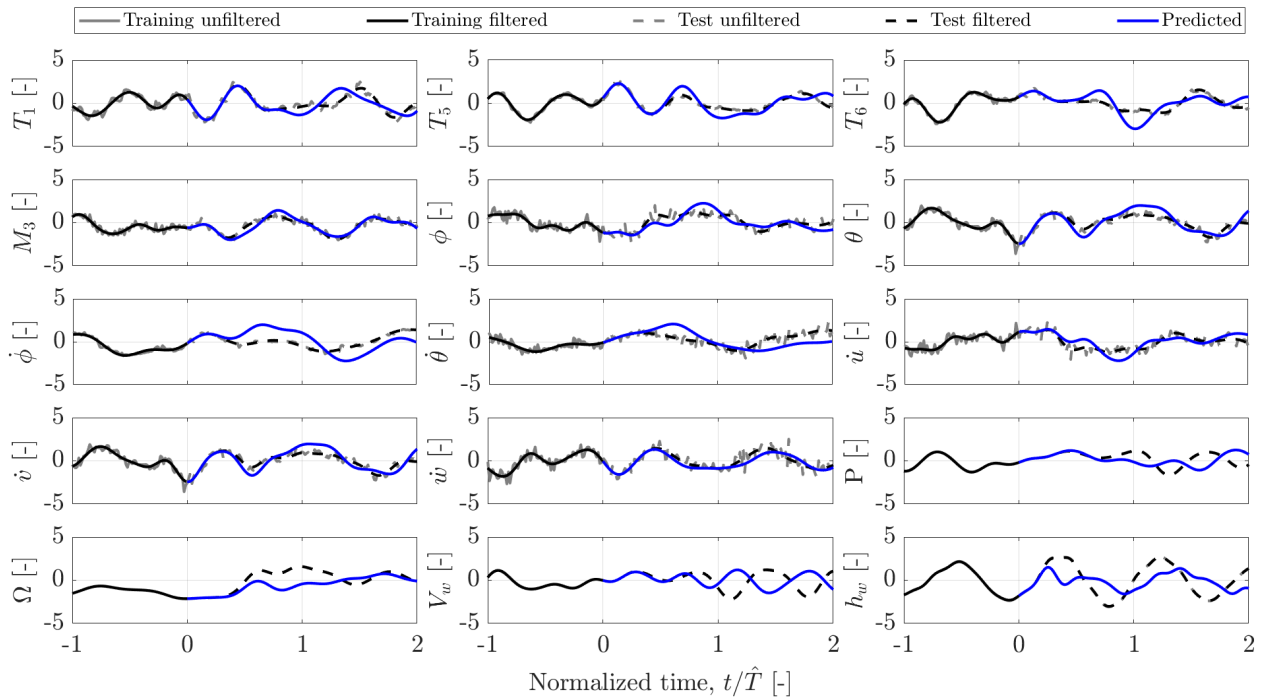 Training unfiltered Training filtered Test unfiltered Test filtered Predicted
5 0 -5 T₁ [-] 5 0 -5 T₅ [-] 5 0 -5 T₆ [-]
5 0 -5 M₃ [-] 5 0 -5 ϕ [-] 5 0 -5 θ [-]
5 0 -5 ϕ̇ [-] 5 0 -5 θ̇ [-] 5 0 -5 u̇ [-]
5 0 -5 v̇ [-] 5 0 -5 ẇ [-] 5 0 -5 P [-]
5 0 -5 Ω [-] 5 0 -5 V_w [-] 5 0 -5 h_w [-]
-1 0 1 2 -1 0 1 2 -1 0 1 2
Normalized time, t/T̂ [-]